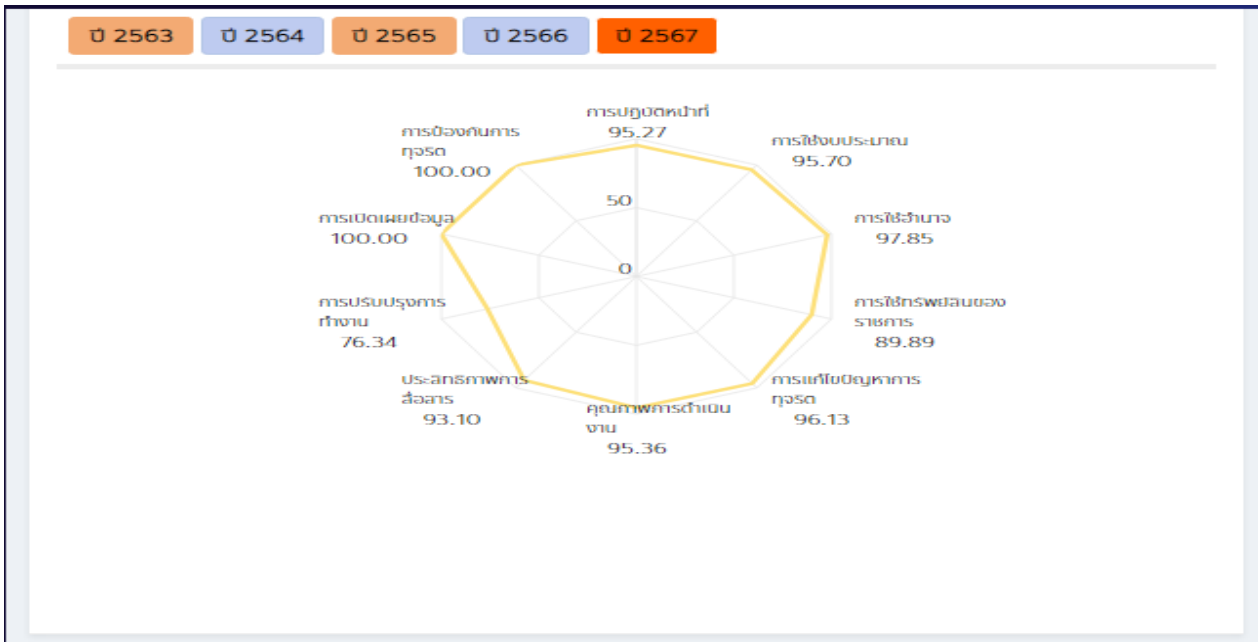 ปี 2563 ปี 2564 ปี 2565 ปี 2566 ปี 2567
การปฏิบัติหน้าที่
95.27
การใช้งบประมาณ
95.70
การใช้อำนาจ
97.85
การใช้ทรัพย์สินของ
ราชการ
89.89
การแก้ไขปัญหาการ
ทุจริต
96.13
คุณภาพการดำเนิน
งาน
95.36
ประสิทธิภาพการ
สื่อสาร
93.10
การปรับปรุงการ
ทำงาน
76.34
การเปิดเผยข้อมูล
100.00
การป้องกันการ
ทุจริต
100.00
50
0